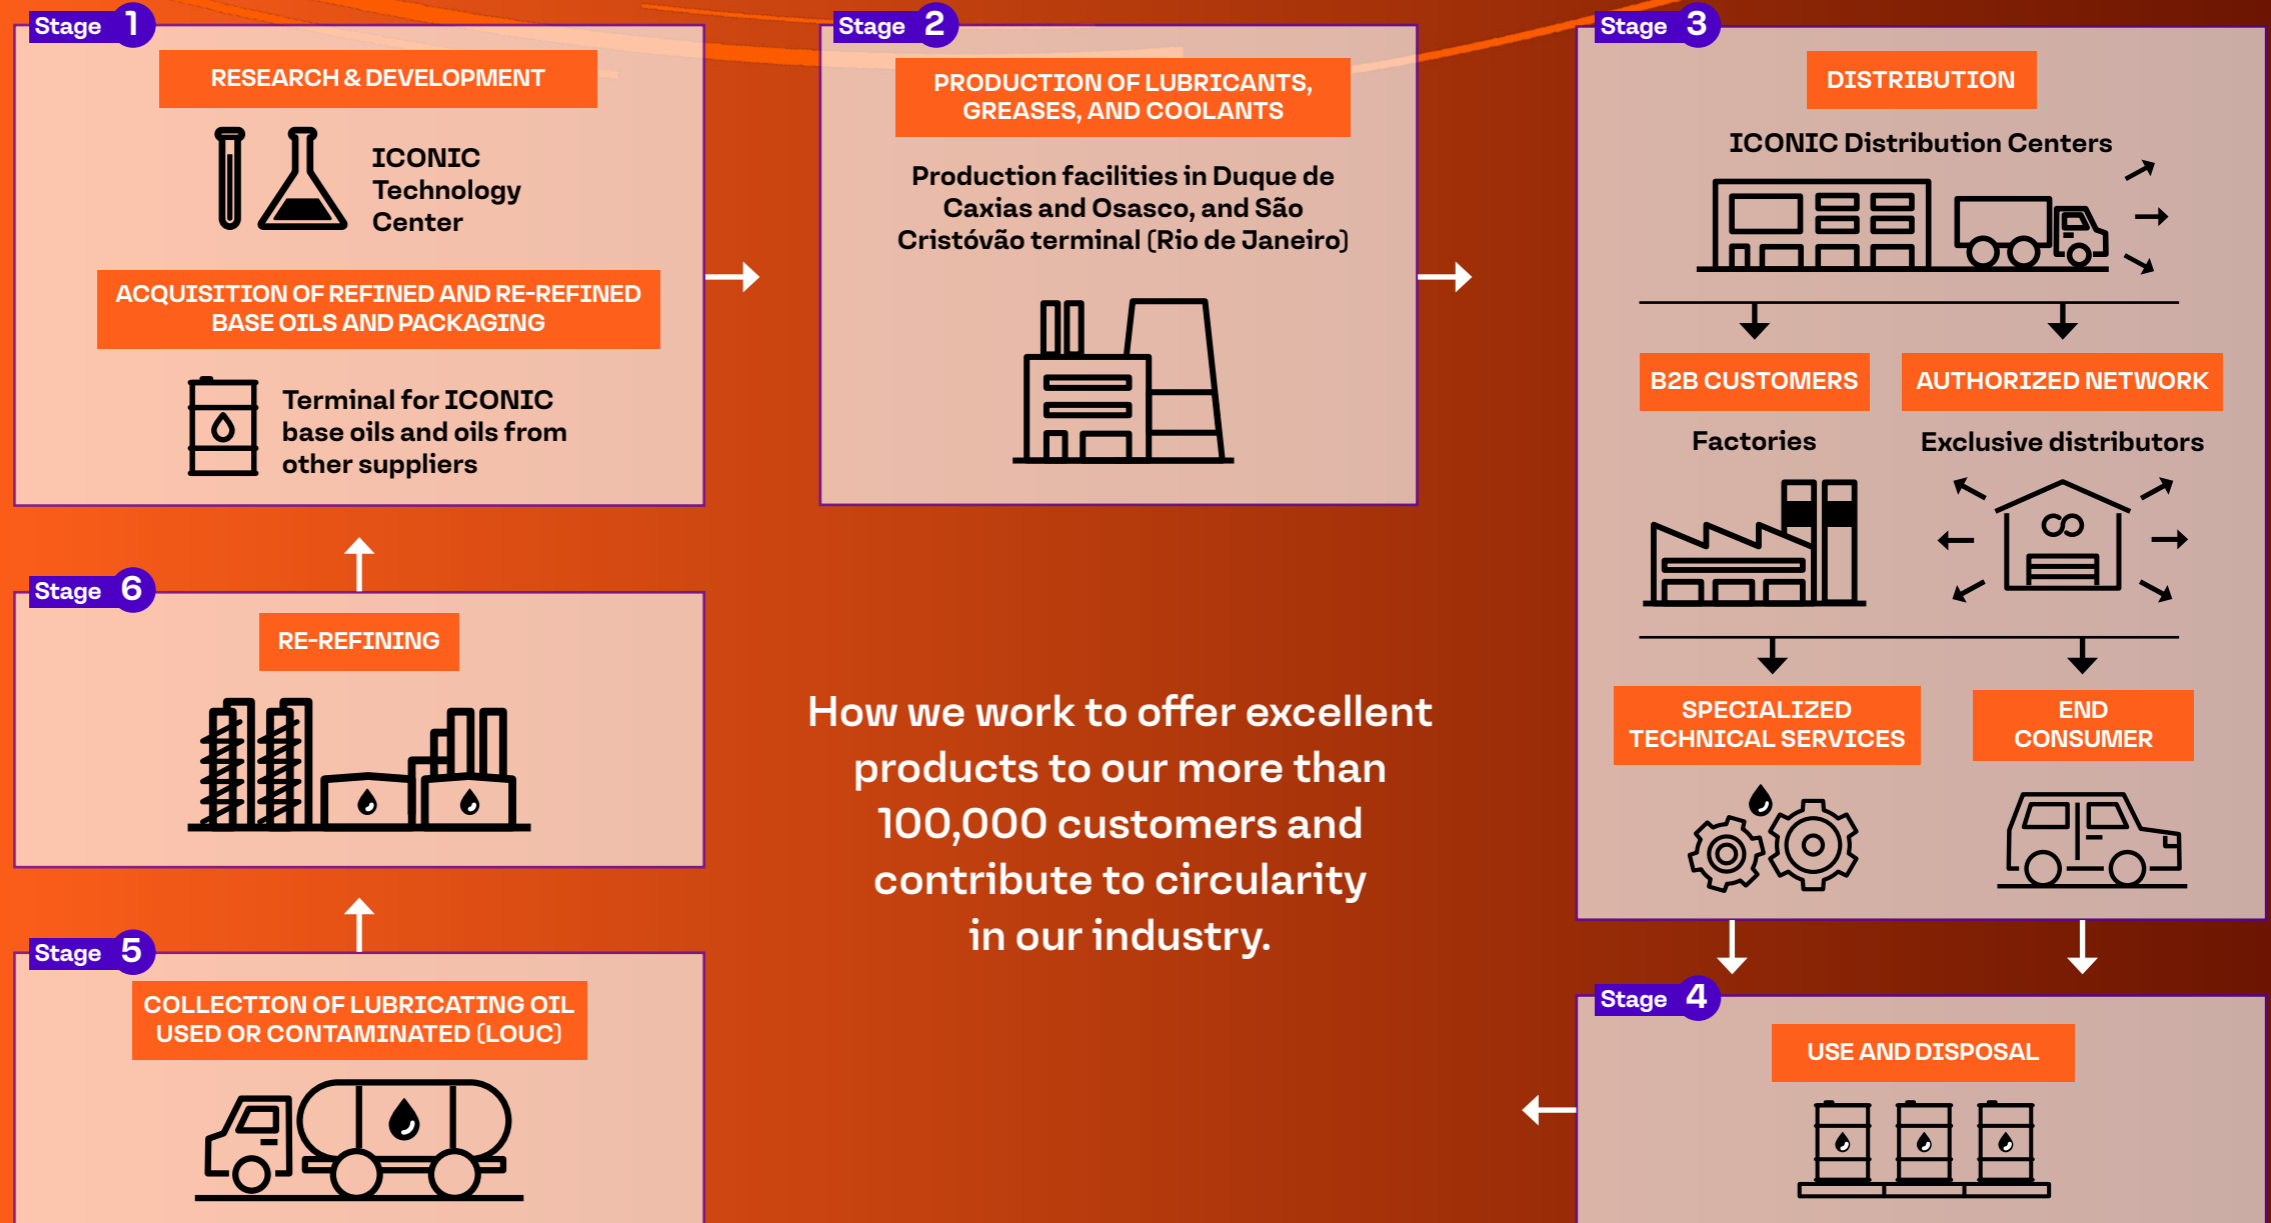 Stage 1
RESEARCH & DEVELOPMENT
ICONIC
Technology
Center
ACQUISITION OF REFINED AND RE-REFINED
BASE OILS AND PACKAGING
Terminal for ICONIC
base oils and oils from
other suppliers
Stage 2
PRODUCTION OF LUBRICANTS,
GREASES, AND COOLANTS
Production facilities in Duque de
Caxias and Osasco, and São
Cristóvão terminal (Rio de Janeiro)
Stage 3
DISTRIBUTION
ICONIC Distribution Centers
B2B CUSTOMERS
Factories
AUTHORIZED NETWORK
Exclusive distributors
SPECIALIZED
TECHNICAL SERVICES
END
CONSUMER
Stage 4
USE AND DISPOSAL
Stage 5
COLLECTION OF LUBRICATING OIL
USED OR CONTAMINATED (LOUC)
Stage 6
RE-REFINING
How we work to offer excellent
products to our more than
100,000 customers and
contribute to circularity
in our industry.